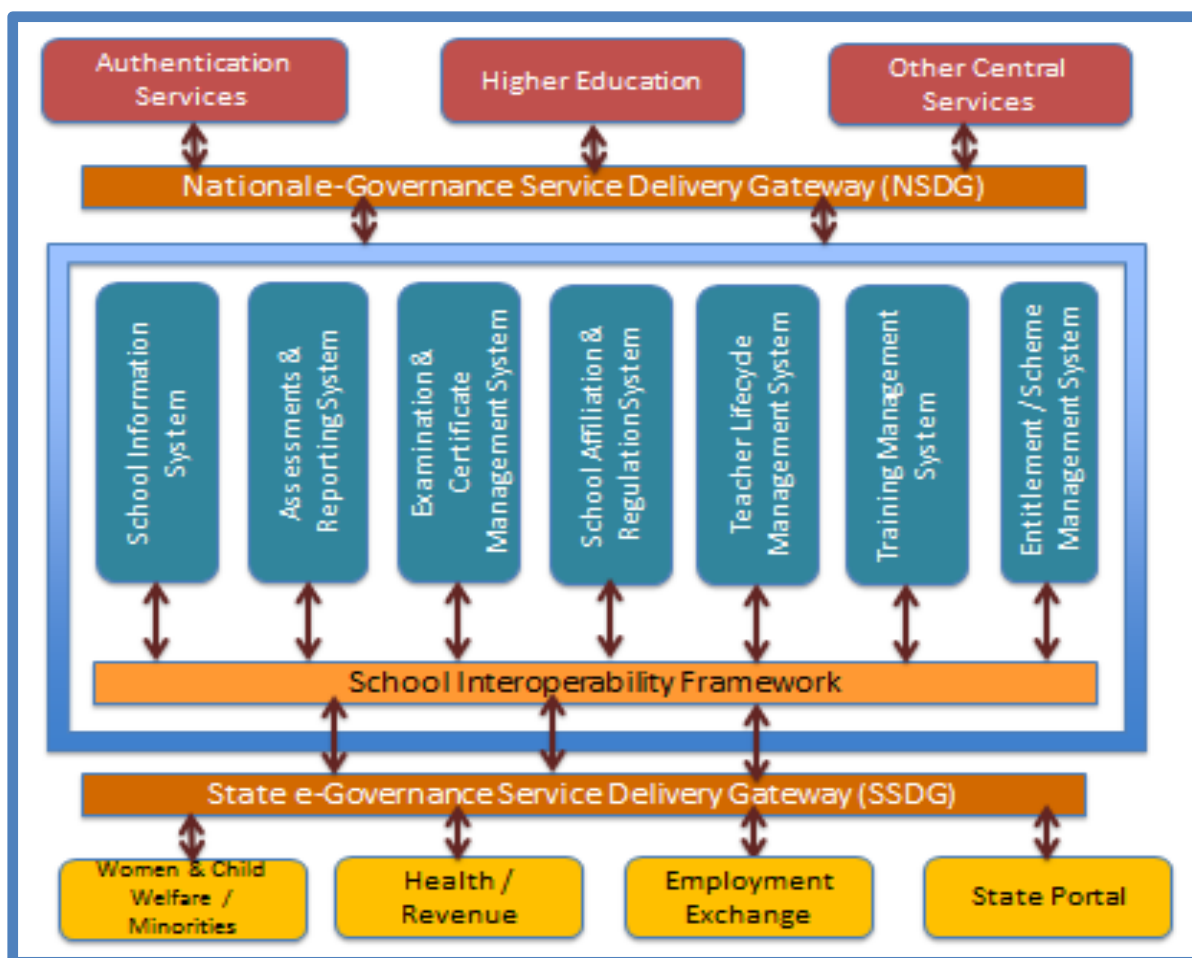 Authentication
Services
Higher Education
Other Central
Services
Nationale-Governance Service Delivery Gateway (NSDG)
School Information
System
Assessments &
Reporting System
Examination &
Certificate
Management System
School Affiliation &
Regulation System
Teacher Lifecycle
Management System
Training Management
System
Entitlement / Scheme
Management System
School Interoperability Framework
State e-Governance Service Delivery Gateway (SSDG)
Women & Child
Welfare /
Minorities
Health /
Revenue
Employment
Exchange
State Portal